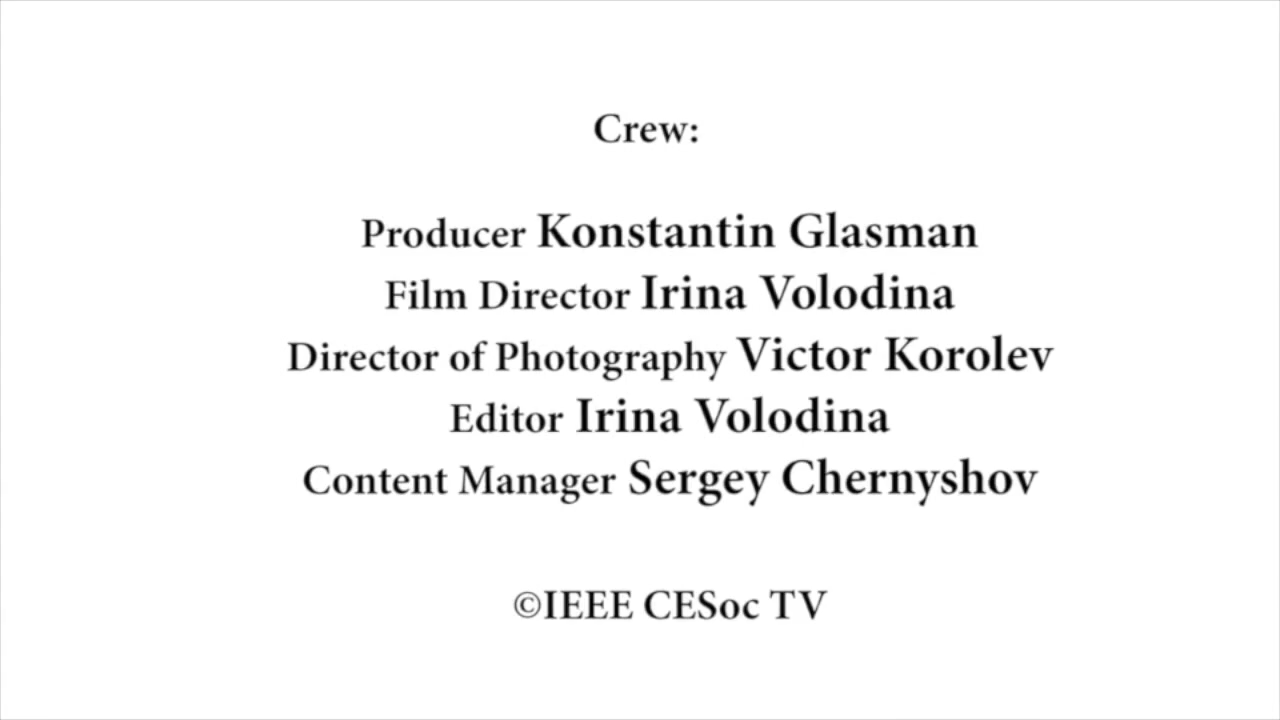 Crew:
Producer Konstantin Glasman
Film Director Irina Volodina
Director of Photography Victor Korolev
Editor Irina Volodina
Content Manager Sergey Chernyshov
©IEEE CESoc TV